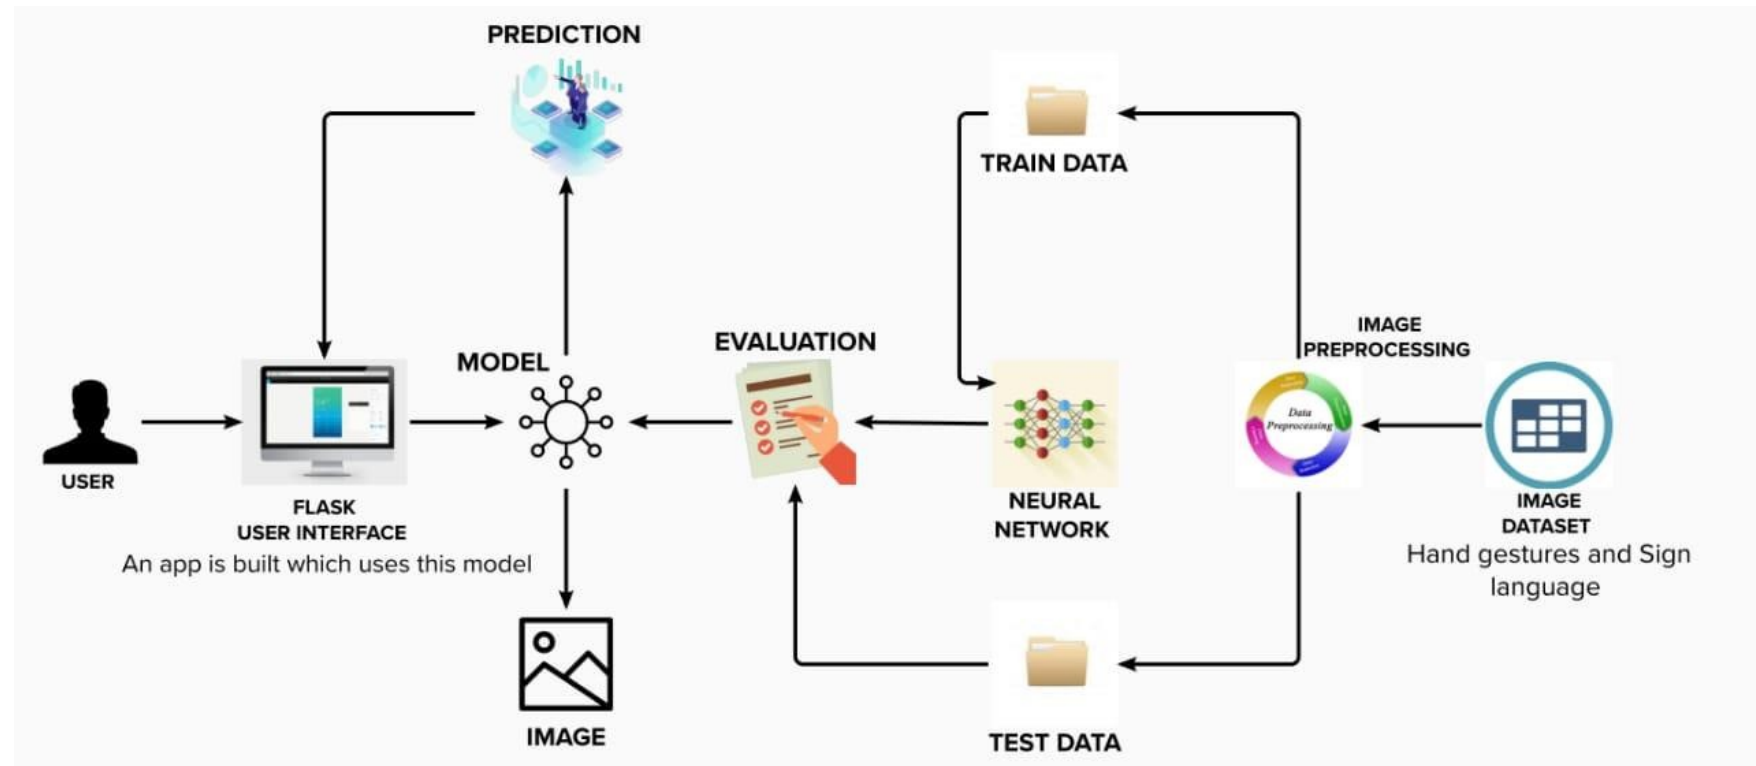 PREDICTION
TRAIN DATA
IMAGE
PREPROCESSING
EVALUATION
MODEL
Data
Preprocessing
USER
FLASK
USER INTERFACE
An app is built which uses this model
NEURAL
NETWORK
IMAGE
DATASET
Hand gestures and Sign
language
IMAGE
TEST DATA